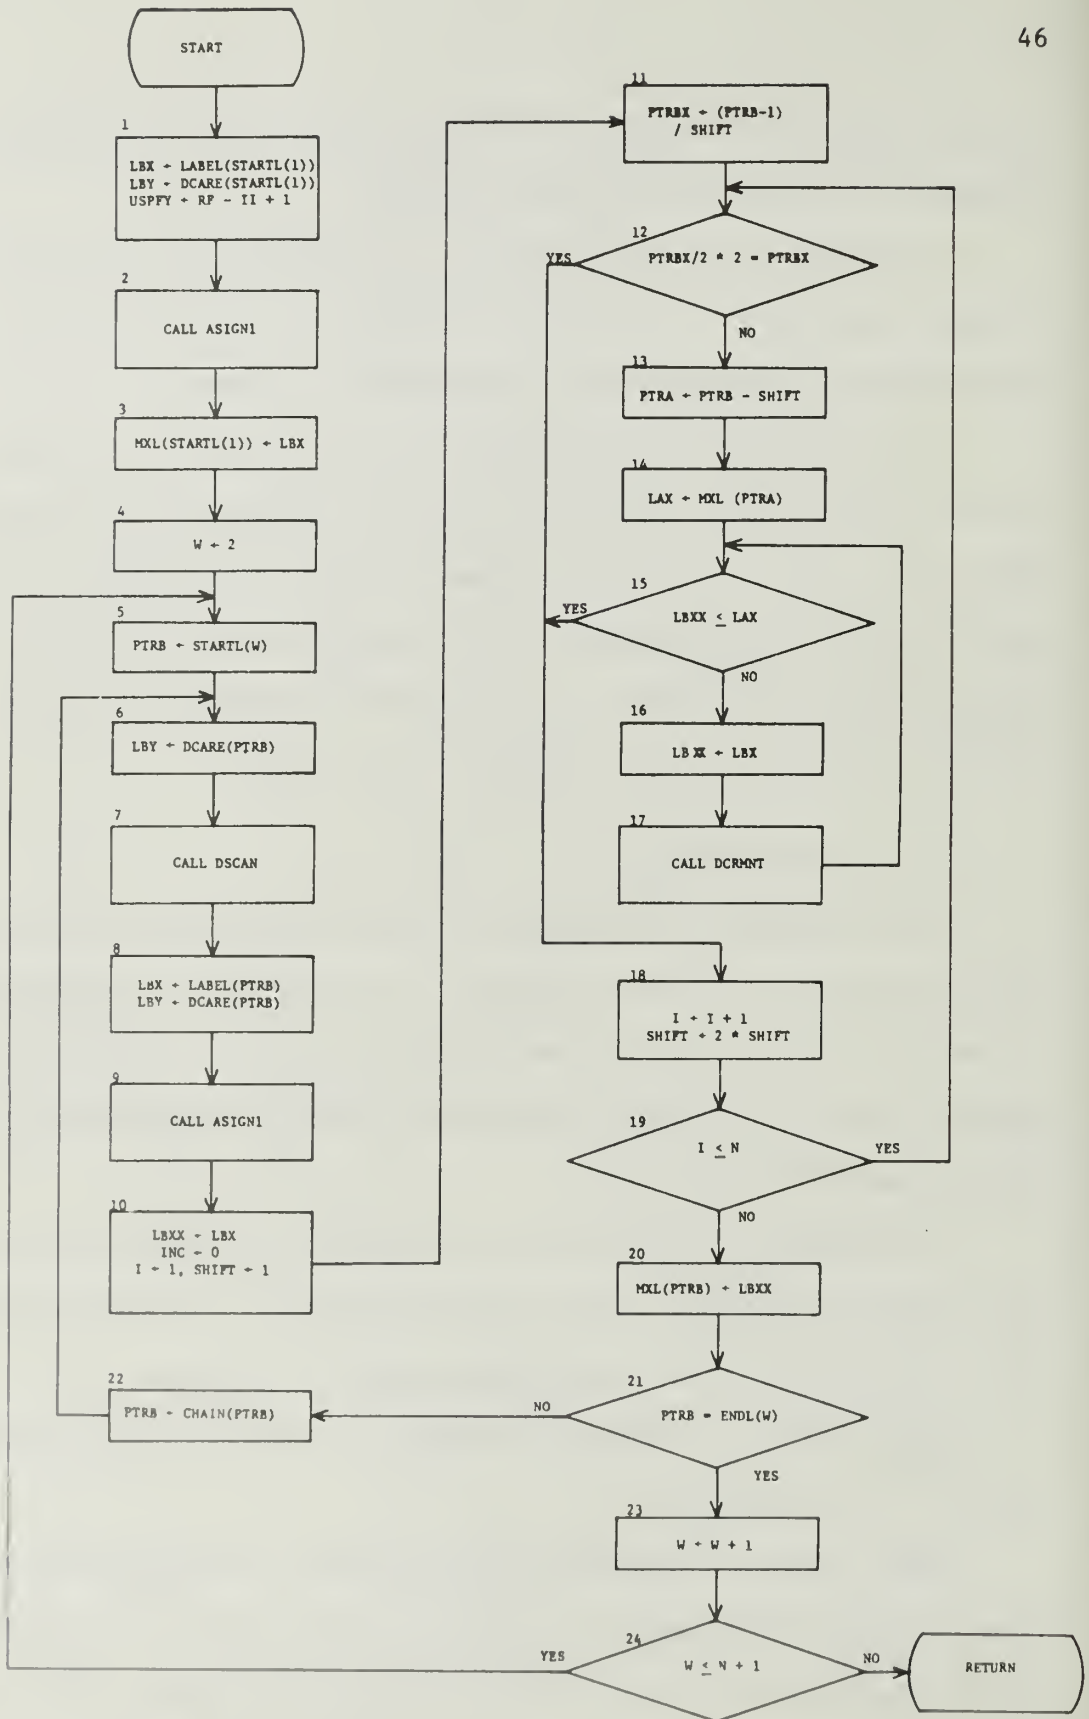 46
START
1
LBX ← LABEL(STARTL(1))
LBY ← DCARE(STARTL(1))
USPFY ← RF - II + 1
2
CALL ASIGN1
3
MXL(STARTL(1)) ← LBX
4
W ← 2
5
PTRB ← STARTL(W)
6
LBY ← DCARE(PTRB)
7
CALL DSCAN
8
LBX ← LABEL(PTRB)
LBY ← DCARE(PTRB)
9
CALL ASIGN1
10
LBXX ← LBX
INC ← 0
I ← 1, SHIFT ← 1
11
PTRBX ← (PTRB-1)
/ SHIFT
12
PTRBX/2 * 2 = PTRBX
YES
NO
13
PTRA ← PTRB - SHIFT
14
LAX ← MXL (PTRA)
15
LBXX ≤ LAX
YES
NO
16
LBXX ← LBX
17
CALL DCRMNT
18
I ← I + 1
SHIFT ← 2 * SHIFT
19
I ≤ N
YES
NO
20
MXL(PTRB) ← LBXX
21
PTRB = ENDL(W)
NO
YES
22
PTRB ← CHAIN(PTRB)
23
W ← W + 1
24
W ≤ N + 1
YES
NO
RETURN